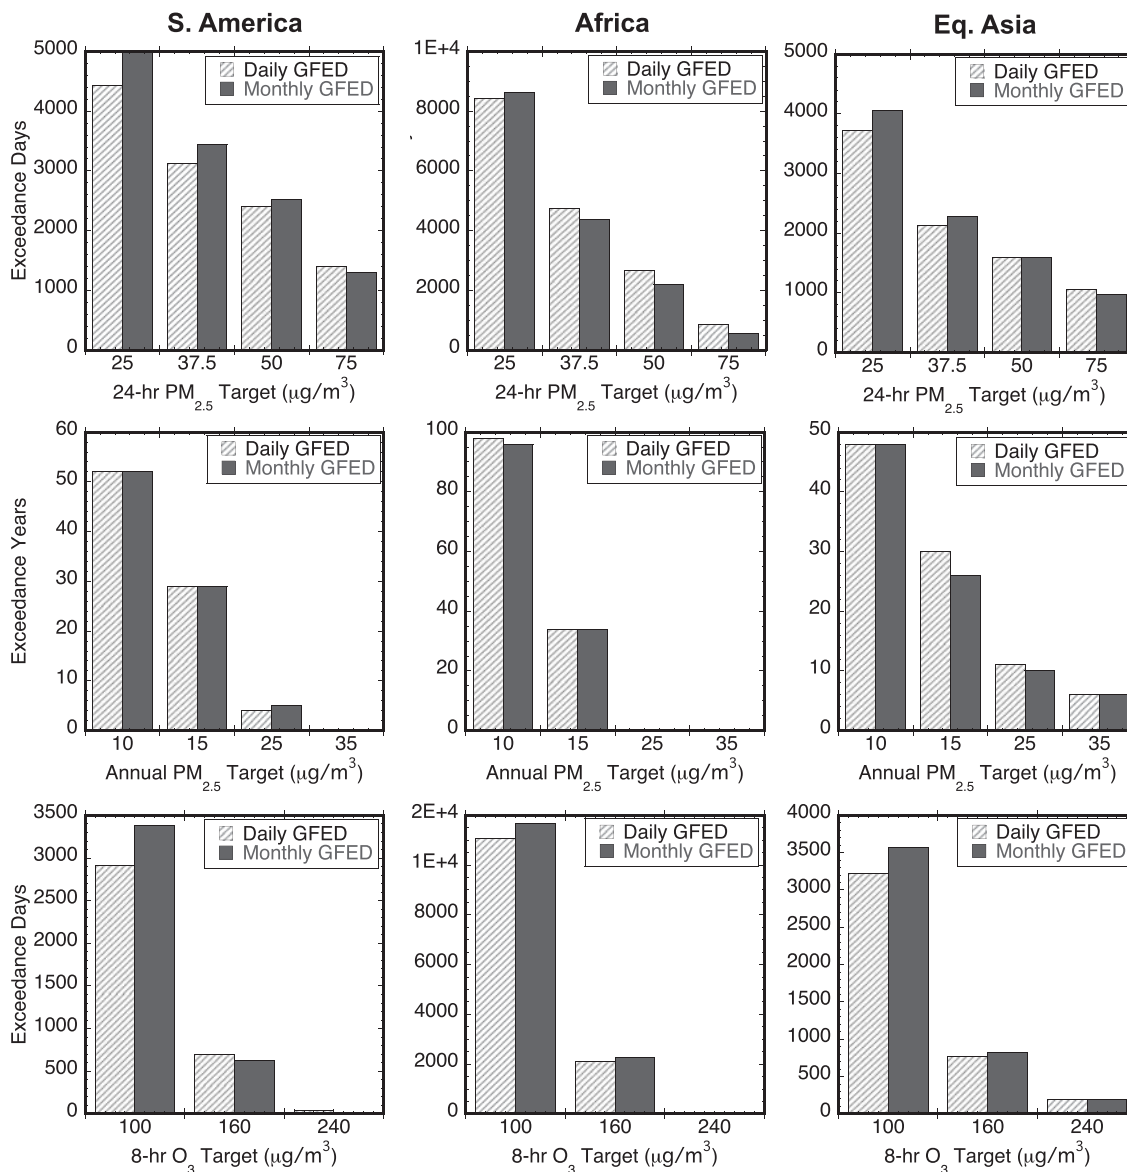 S. America
Africa
Eq. Asia
5000
4000
3000
2000
1000
0
Exceedance Days
Daily GFED
Monthly GFED
25 37.5 50 75
24-hr PM2.5 Target (μg/m3)
1E+4
8000
6000
4000
2000
0
Daily GFED
Monthly GFED
25 37.5 50 75
24-hr PM2.5 Target (μg/m3)
5000
4000
3000
2000
1000
0
Daily GFED
Monthly GFED
25 37.5 50 75
24-hr PM2.5 Target (μg/m3)
60
50
40
30
20
10
0
Exceedance Years
Daily GFED
Monthly GFED
10 15 25 35
Annual PM2.5 Target (μg/m3)
100
80
60
40
20
0
Daily GFED
Monthly GFED
10 15 25 35
Annual PM2.5 Target (μg/m3)
50
40
30
20
10
0
Daily GFED
Monthly GFED
10 15 25 35
Annual PM2.5 Target (μg/m3)
3500
3000
2500
2000
1500
1000
500
0
Exceedance Days
Daily GFED
Monthly GFED
100 160 240
8-hr O3 Target (μg/m3)
2E+4
1E+4
8000
6000
4000
2000
0
Daily GFED
Monthly GFED
100 160 240
8-hr O3 Target (μg/m3)
4000
3500
3000
2500
2000
1500
1000
500
0
Daily GFED
Monthly GFED
100 160 240
8-hr O3 Target (μg/m3)